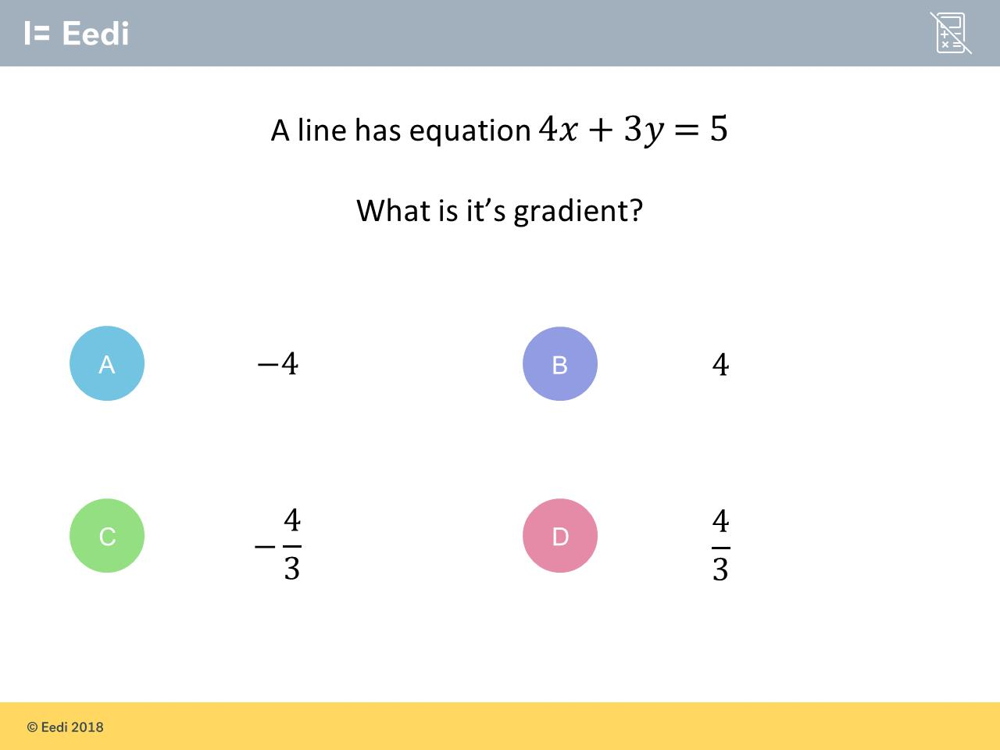 Eedi
A line has equation 4x + 3y = 5
What is it’s gradient?
A −4
B 4
C −4/3
D 4/3
© Eedi 2018